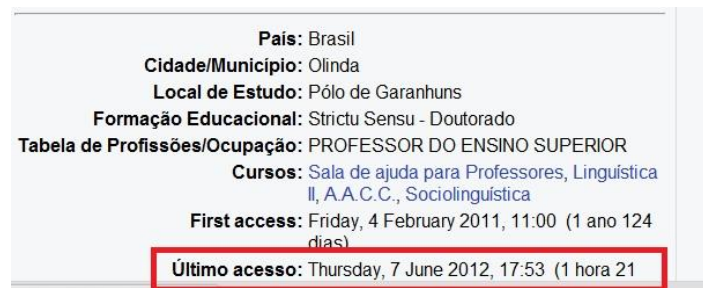 País: Brasil
Cidade/Município: Olinda
Local de Estudo: Pólo de Garanhuns
Formação Educacional: Strictu Sensu - Doutorado
Tabela de Profissões/Ocupação: PROFESSOR DO ENSINO SUPERIOR
Cursos: Sala de ajuda para Professores, Linguística
II, A.A.C.C., Sociolinguística
First access: Friday, 4 February 2011, 11:00 (1 ano 124
dias)
Último acesso: Thursday, 7 June 2012, 17:53 (1 hora 21